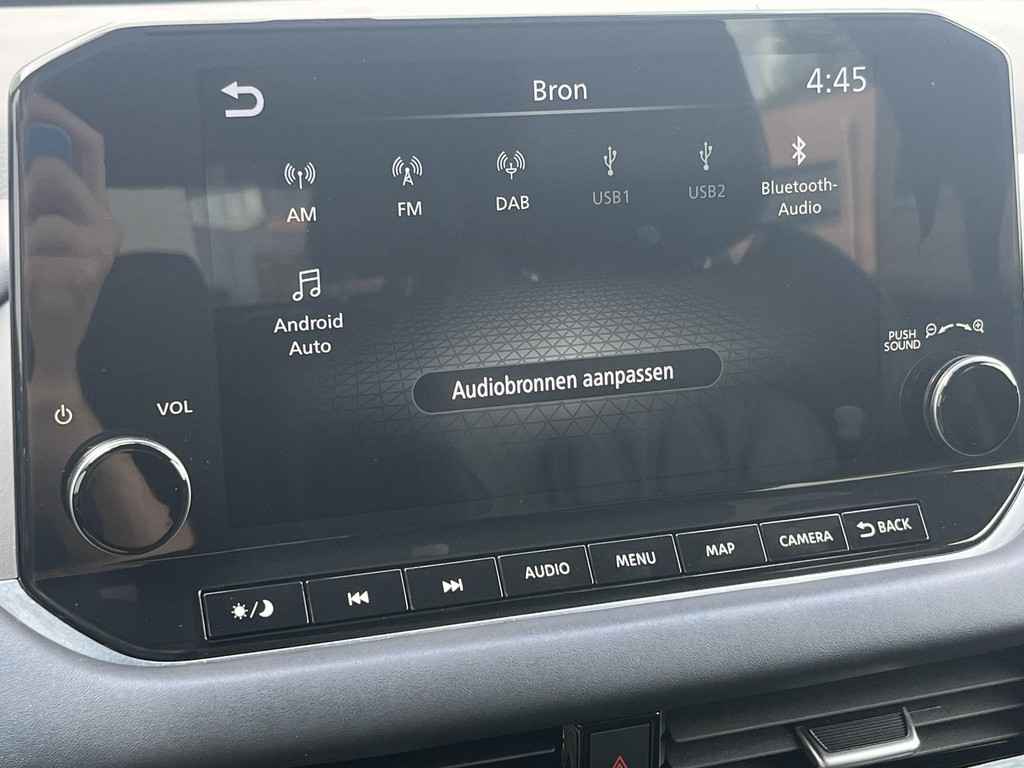 Bron
4:45
AM
FM
DAB
USB1
USB2
Bluetooth-
Audio
Android
Auto
Audiobronnen aanpassen
VOL
PUSH
SOUND
AUDIO
MENU
MAP
CAMERA
BACK